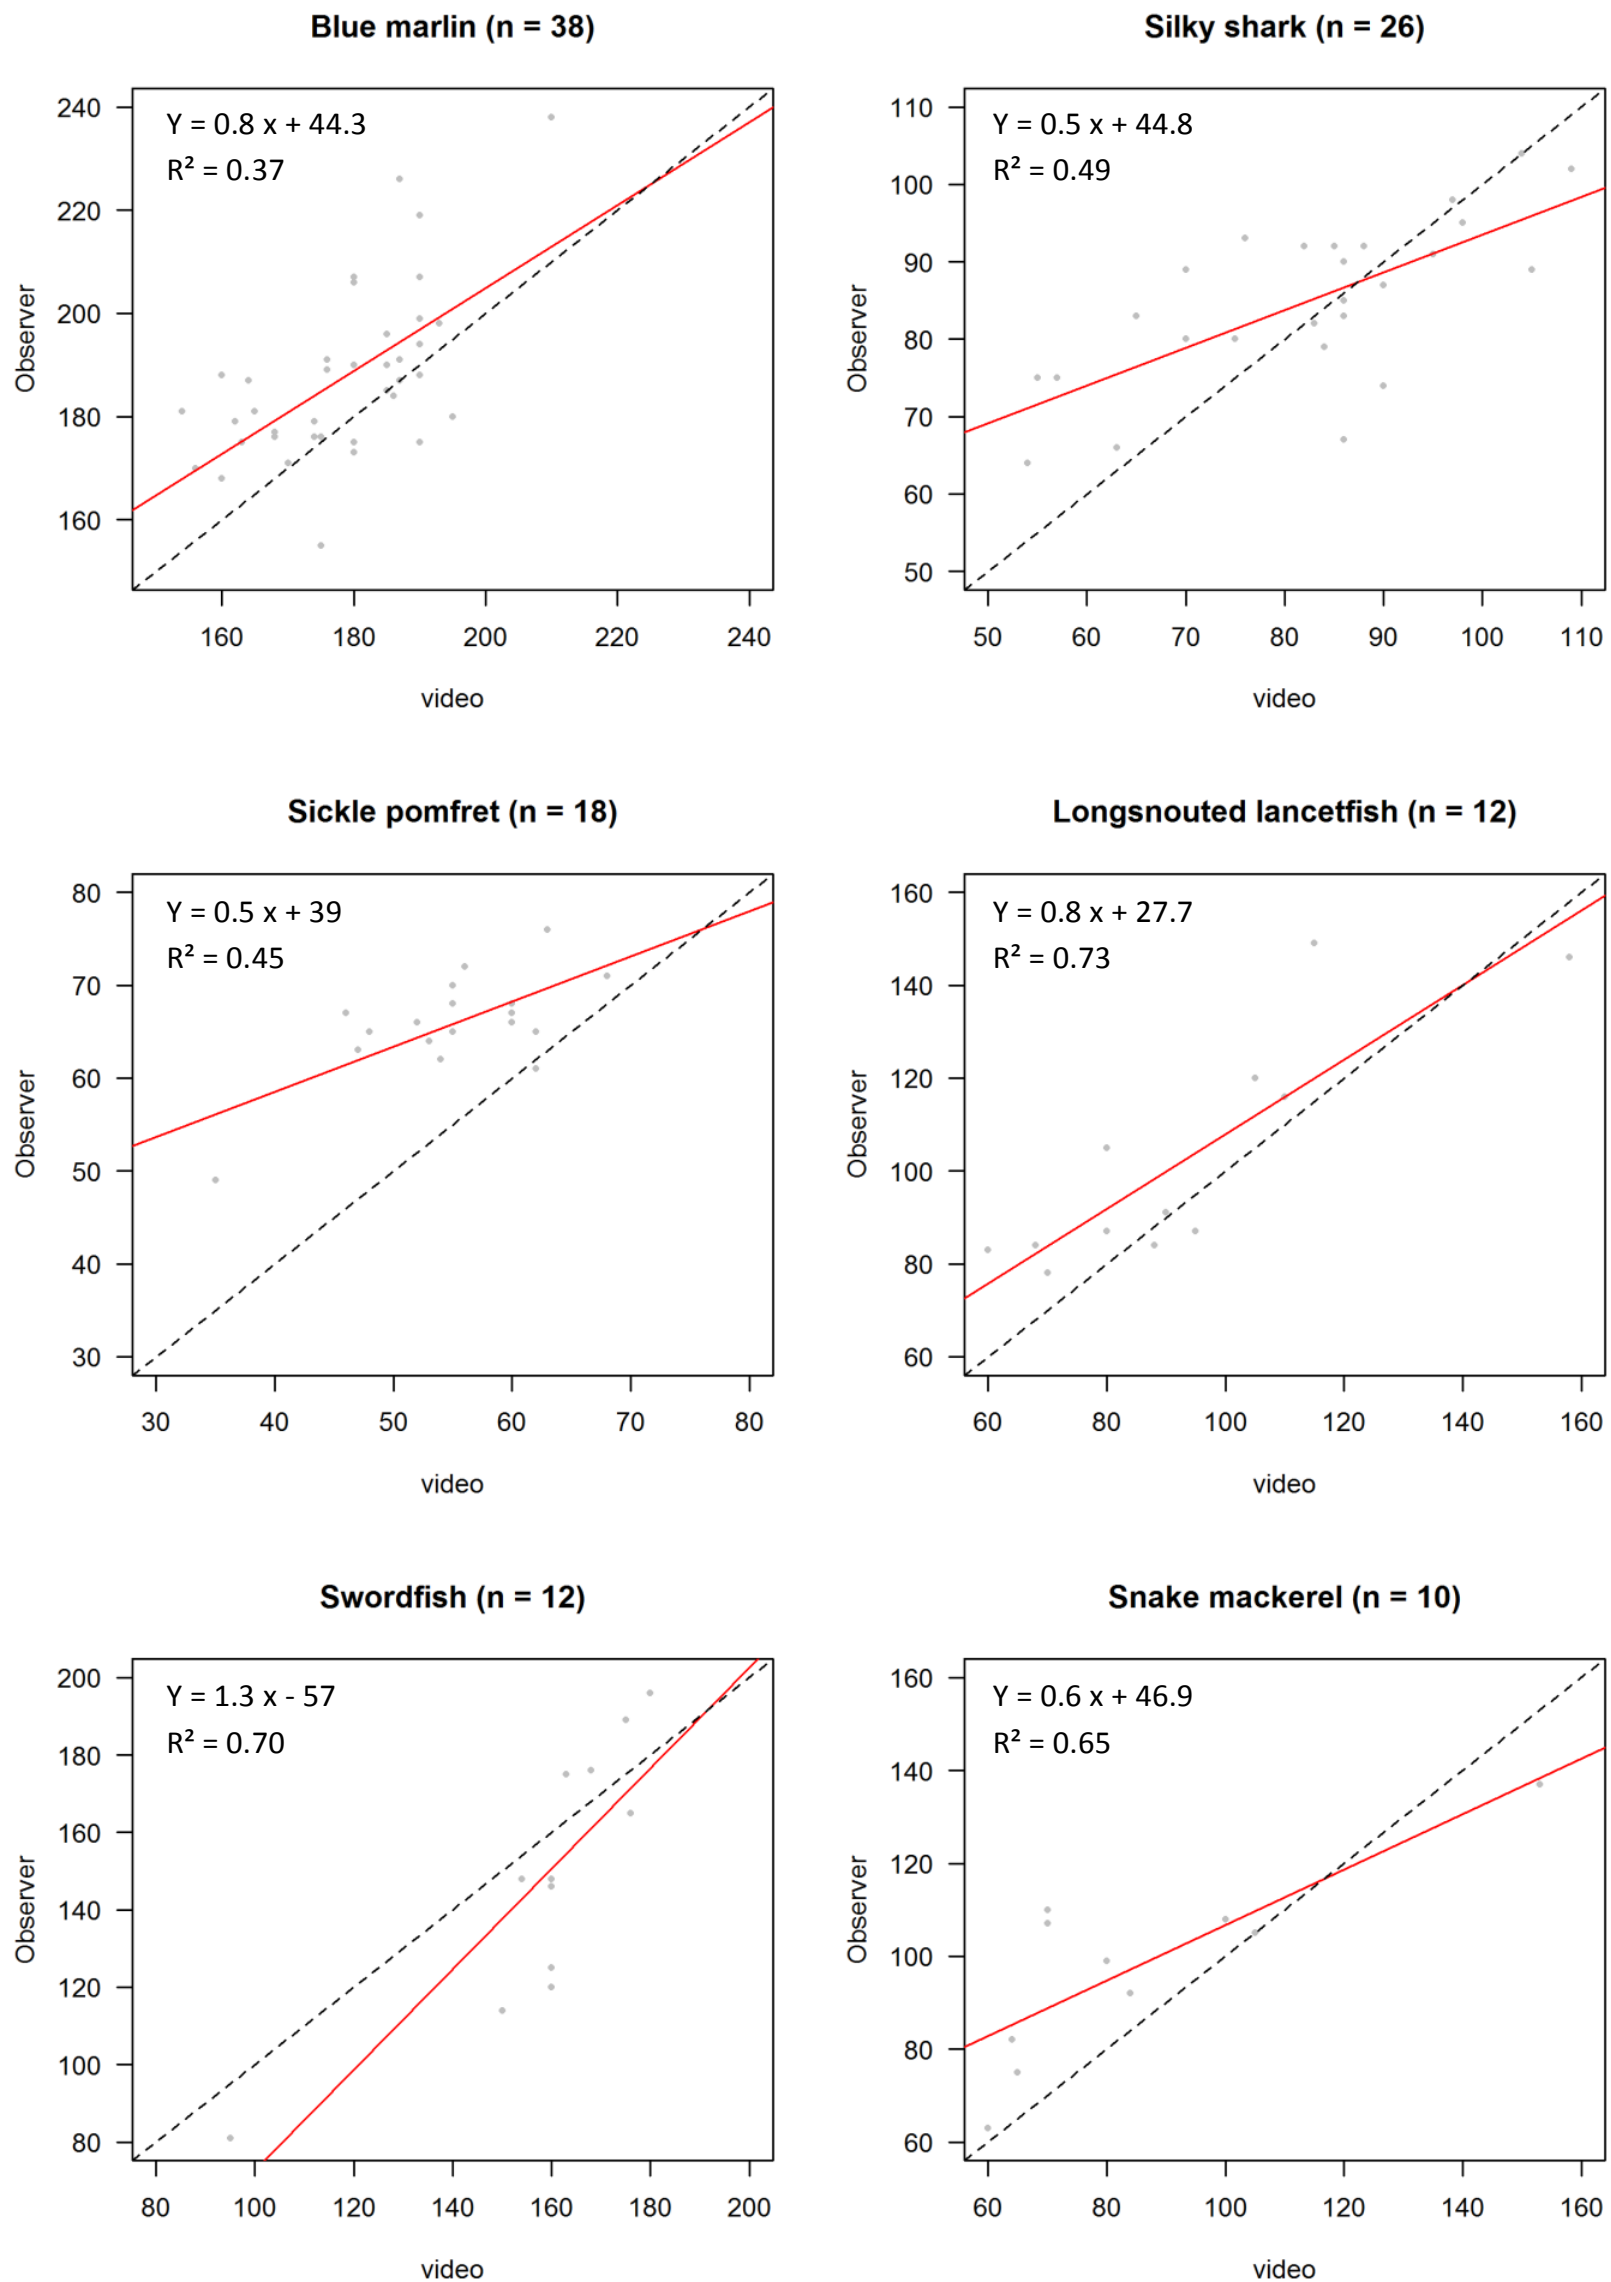 Blue marlin (n = 38)
Y = 0.8 x + 44.3
R² = 0.37
240
220
200
180
160
Observer
160 180 200 220 240
video
Silky shark (n = 26)
Y = 0.5 x + 44.8
R² = 0.49
110
100
90
80
70
60
50
Observer
50 60 70 80 90 100 110
video
Sickle pomfret (n = 18)
Y = 0.5 x + 39
R² = 0.45
80
70
60
50
40
30
Observer
30 40 50 60 70 80
video
Longsnouted lancetfish (n = 12)
Y = 0.8 x + 27.7
R² = 0.73
160
140
120
100
80
60
Observer
60 80 100 120 140 160
video
Swordfish (n = 12)
Y = 1.3 x - 57
R² = 0.70
200
180
160
140
120
100
80
Observer
80 100 120 140 160 180 200
video
Snake mackerel (n = 10)
Y = 0.6 x + 46.9
R² = 0.65
160
140
120
100
80
60
Observer
60 80 100 120 140 160
video